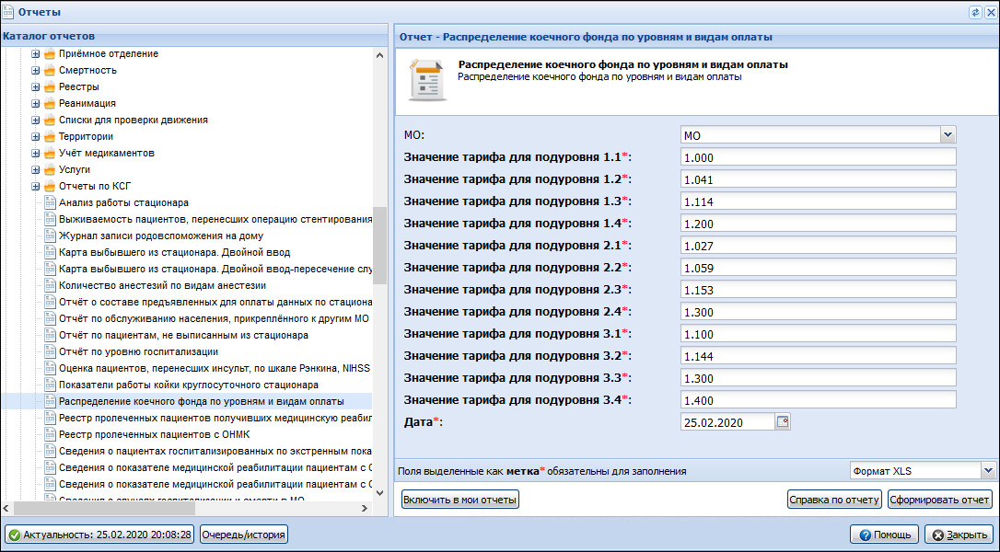 Отчеты
Каталог отчетов
Приёмное отделение
Смертность
Реестры
Реанимация
Списки для проверки движения
Территории
Учёт медикаментов
Услуги
Отчеты по КСГ
Анализ работы стационара
Выживаемость пациентов, перенесших операцию стентирования
Журнал записи родовспоможения на дому
Карта выбывшего из стационара. Двойной ввод
Карта выбывшего из стационара. Двойной ввод-пересечение слу
Количество анестезий по видам анестезии
Отчёт о составе предъявленных для оплаты данных по стациона
Отчёт по обслуживанию населения, прикреплённого к другим МО
Отчёт по пациентам, не выписанным из стационара
Отчёт по уровню госпитализации
Оценка пациентов, перенесших инсульт, по шкале Рэнкина, NIHSS
Показатели работы койки круглосуточного стационара
Распределение коечного фонда по уровням и видам оплаты
Реестр пролеченных пациентов получивших медицинскую реабил
Реестр пролеченных пациентов с ОНМК
Сведения о пациентах госпитализированных по экстренным пока
Сведения о показателе медицинской реабилитации пациентам с С
Сведения о показателе медицинской реабилитации пациентам с С
Сведения о случаях госпитализации и смерти в МО
Отчет - Распределение коечного фонда по уровням и видам оплаты
Распределение коечного фонда по уровням и видам оплаты
Распределение коечного фонда по уровням и видам оплаты
МО: МО
Значение тарифа для подуровня 1.1*: 1.000
Значение тарифа для подуровня 1.2*: 1.041
Значение тарифа для подуровня 1.3*: 1.114
Значение тарифа для подуровня 1.4*: 1.200
Значение тарифа для подуровня 2.1*: 1.027
Значение тарифа для подуровня 2.2*: 1.059
Значение тарифа для подуровня 2.3*: 1.153
Значение тарифа для подуровня 2.4*: 1.300
Значение тарифа для подуровня 3.1*: 1.100
Значение тарифа для подуровня 3.2*: 1.144
Значение тарифа для подуровня 3.3*: 1.300
Значение тарифа для подуровня 3.4*: 1.400
Дата*: 25.02.2020
Поля выделенные как метка* обязательны для заполнения Формат XLS
Включить в мои отчеты Справка по отчету Сформировать отчет
Актуальность: 25.02.2020 20:08:28 Очередь/история Помощь Закрыть